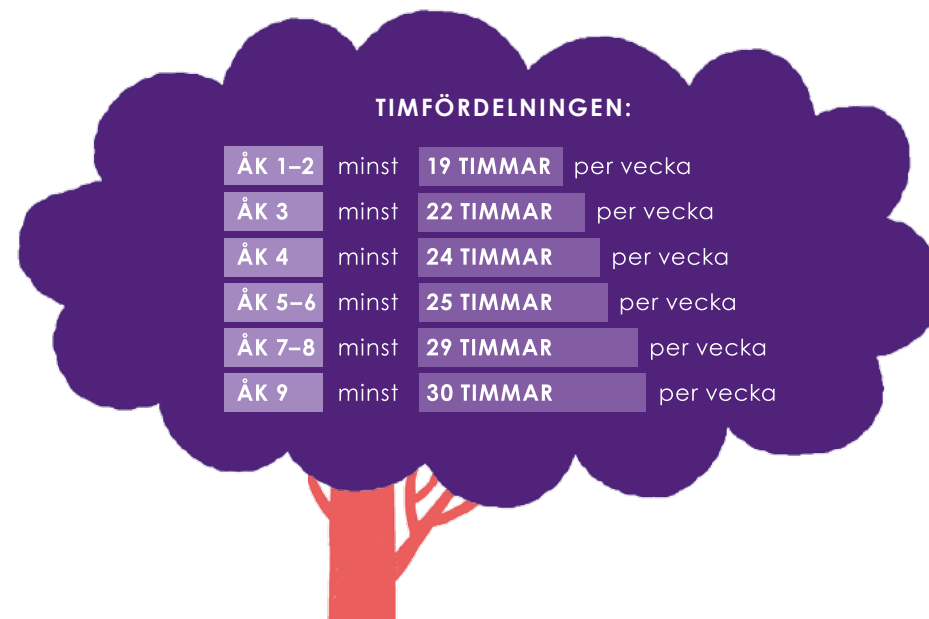 TIMFÖRDELNINGEN:
ÅK 1–2 minst 19 TIMMAR per vecka
ÅK 3 minst 22 TIMMAR per vecka
ÅK 4 minst 24 TIMMAR per vecka
ÅK 5–6 minst 25 TIMMAR per vecka
ÅK 7–8 minst 29 TIMMAR per vecka
ÅK 9 minst 30 TIMMAR per vecka